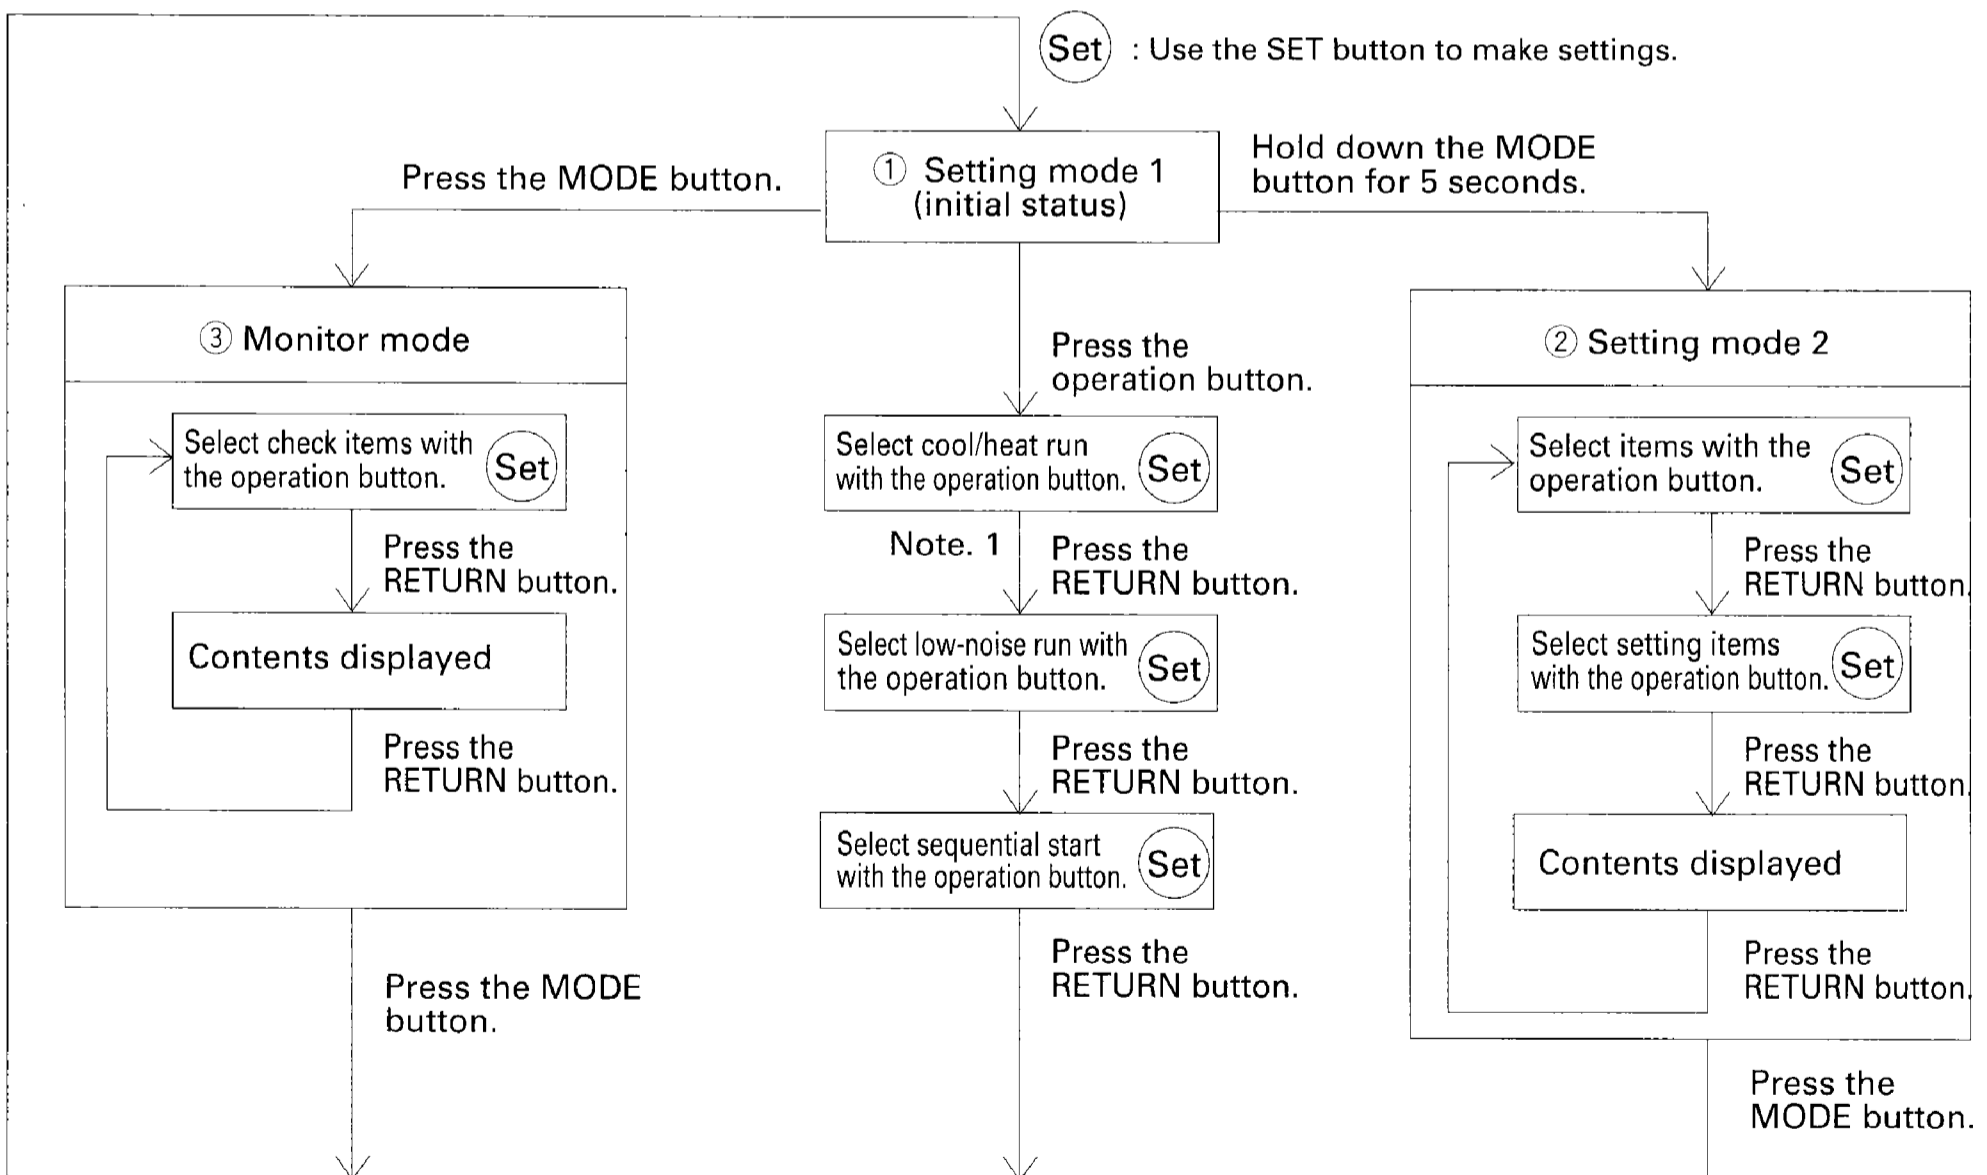 Set : Use the SET button to make settings.
Press the MODE button.
① Setting mode 1
(initial status)
Hold down the MODE
button for 5 seconds.
③ Monitor mode
Select check items with
the operation button.
Set
Press the
RETURN button.
Contents displayed
Press the
RETURN button.
Press the MODE
button.
Press the
operation button.
Select cool/heat run
with the operation button.
Set
Note. 1
Press the
RETURN button.
Select low-noise run with
the operation button.
Set
Press the
RETURN button.
Select sequential start
with the operation button.
Set
Press the
RETURN button.
② Setting mode 2
Select items with the
operation button.
Set
Press the
RETURN button.
Select setting items
with the operation button.
Set
Press the
RETURN button.
Contents displayed
Press the
RETURN button.
Press the
MODE button.